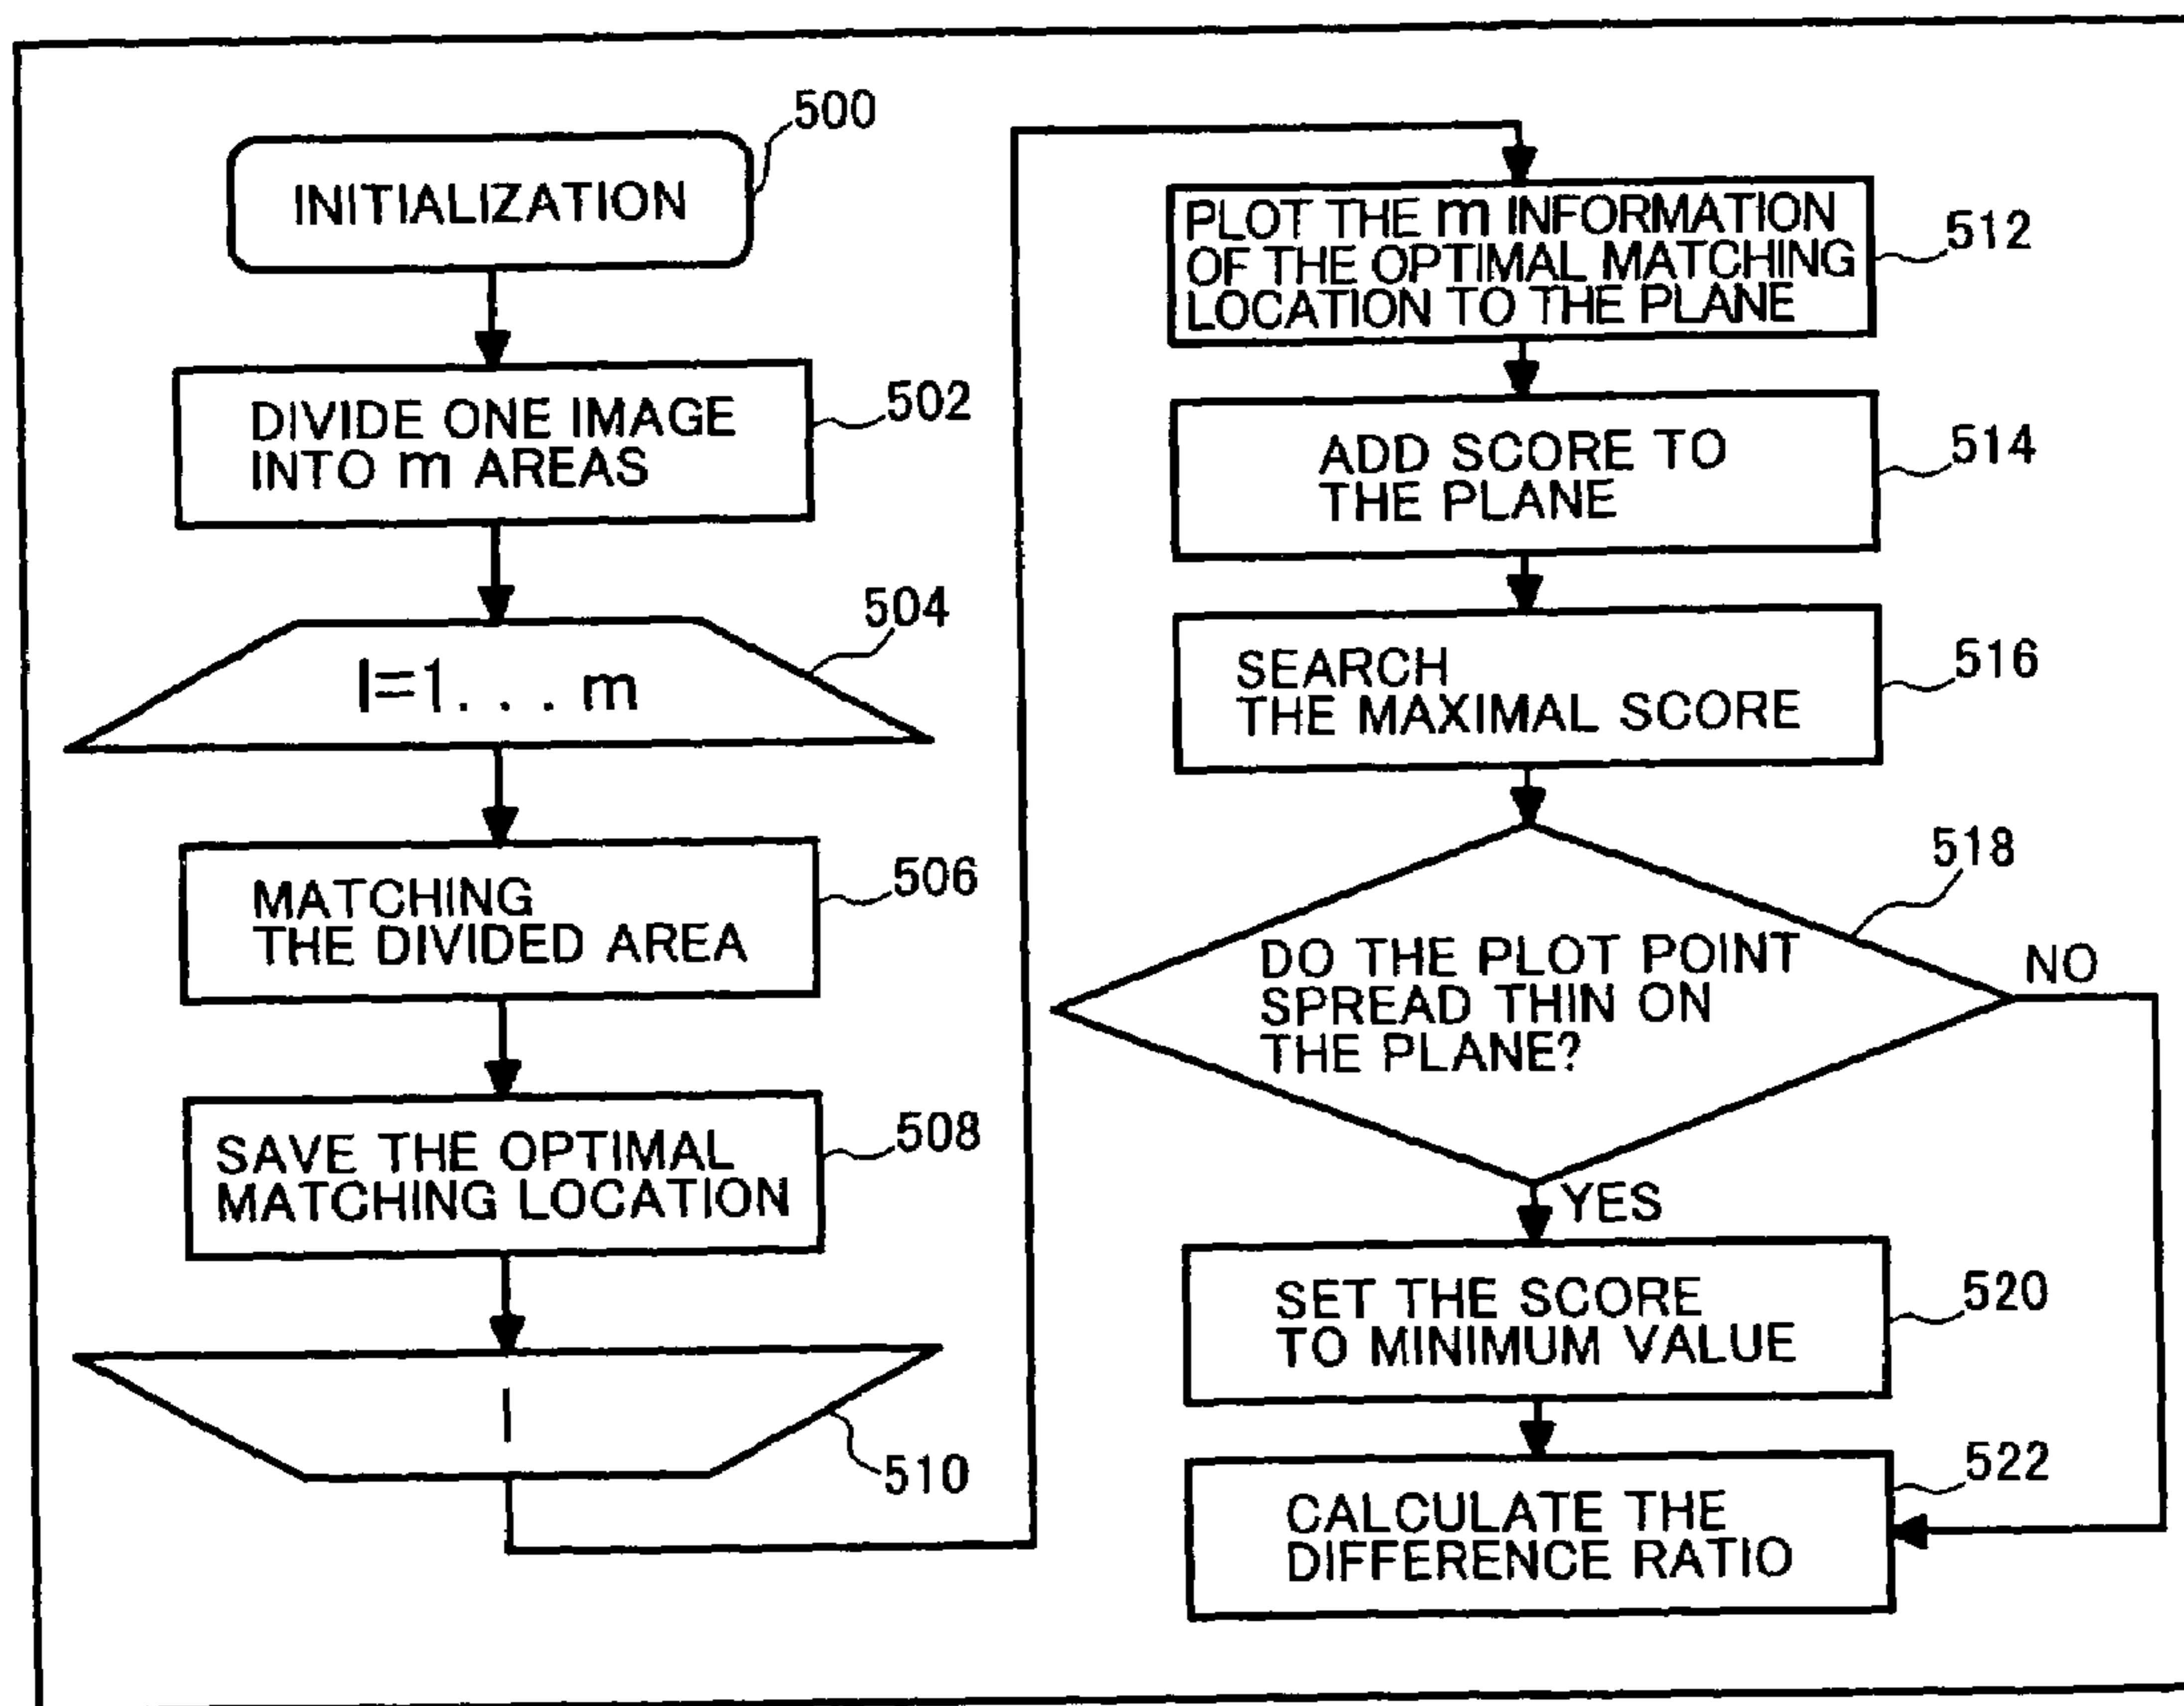 500
INITIALIZATION
DIVIDE ONE IMAGE
INTO m AREAS
502
504
I=1. . . m
MATCHING
THE DIVIDED AREA
506
SAVE THE OPTIMAL
MATCHING LOCATION
508
I
510
PLOT THE m INFORMATION
OF THE OPTIMAL MATCHING
LOCATION TO THE PLANE
512
ADD SCORE TO
THE PLANE
514
SEARCH
THE MAXIMAL SCORE
516
518
DO THE PLOT POINT
SPREAD THIN ON
THE PLANE?
NO
YES
SET THE SCORE
TO MINIMUM VALUE
520
CALCULATE THE
DIFFERENCE RATIO
522